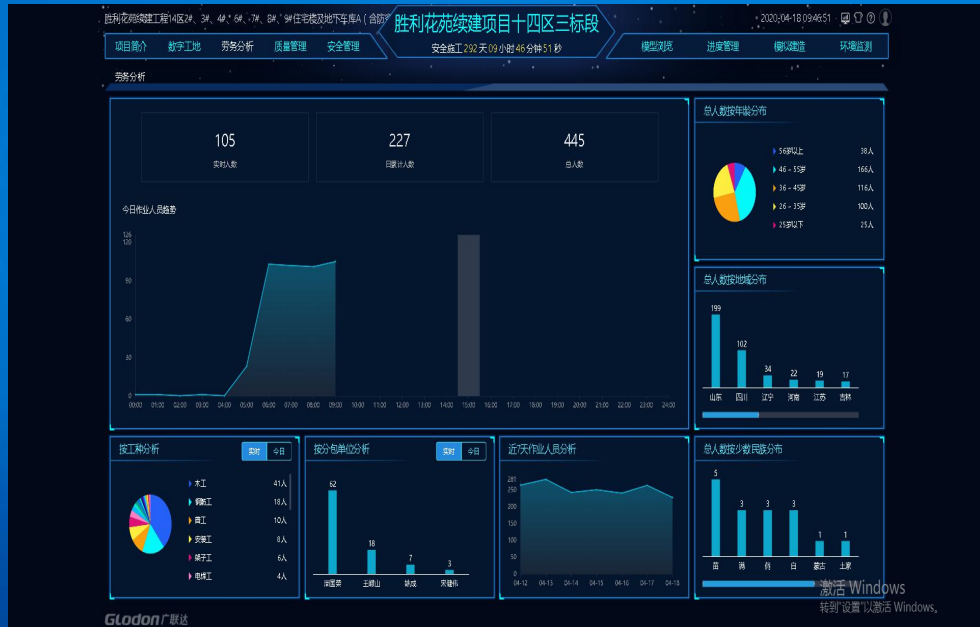 胜利花苑续建工程14区2#、3#、4#、6#、7#、8#、9#住宅楼及地下车库A（含防
胜利花苑续建项目十四区三标段
2020-04-18 09:46:51
项目简介 数字工地 劳务分析 质量管理 安全管理
安全施工292天09小时46分钟51秒
模型浏览 进度管理 模拟建造 环境监测
劳务分析
105
实时人数
227
日累计人数
445
总人数
今日作业人员趋势
126
120
90
60
30
0
00:00 01:00 02:00 03:00 04:00 05:00 06:00 07:00 08:00 09:00 10:00 11:00 12:00 13:00 14:00 15:00 16:00 17:00 18:00 19:00 20:00 21:00 22:00 23:00 24:00
总人数按年龄分布
56岁以上 38人
46 ~ 55岁 166人
36 ~ 45岁 116人
26 ~ 35岁 100人
25岁以下 25人
总人数按地域分布
199 102 34 22 19 17
山东 四川 辽宁 河南 江苏 吉林
按工种分析
实时 今日
木工 41人
钢筋工 18人
瓦工 10人
安装工 8人
架子工 6人
电焊工 4人
按分包单位分析
实时 今日
62 18 7 3
王顺山
近7天作业人员分析
281
250
200
150
100
50
0
04-12 04-13 04-14 04-15 04-16 04-17 04-18
总人数按少数民族分布
5 3 3 3 1 1
苗 满 侗 白 蒙古 土家
激活 Windows
转到"设置"以激活 Windows。
GLodon广联达